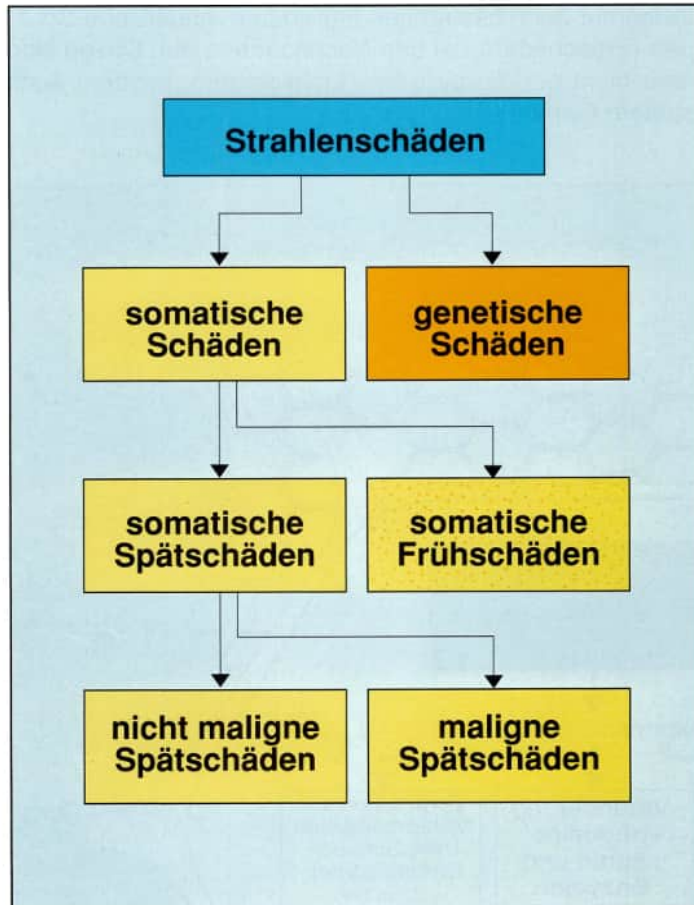 Strahlenschäden
somatische
Schäden
genetische
Schäden
somatische
Spätschäden
somatische
Frühschäden
nicht maligne
Spätschäden
maligne
Spätschäden